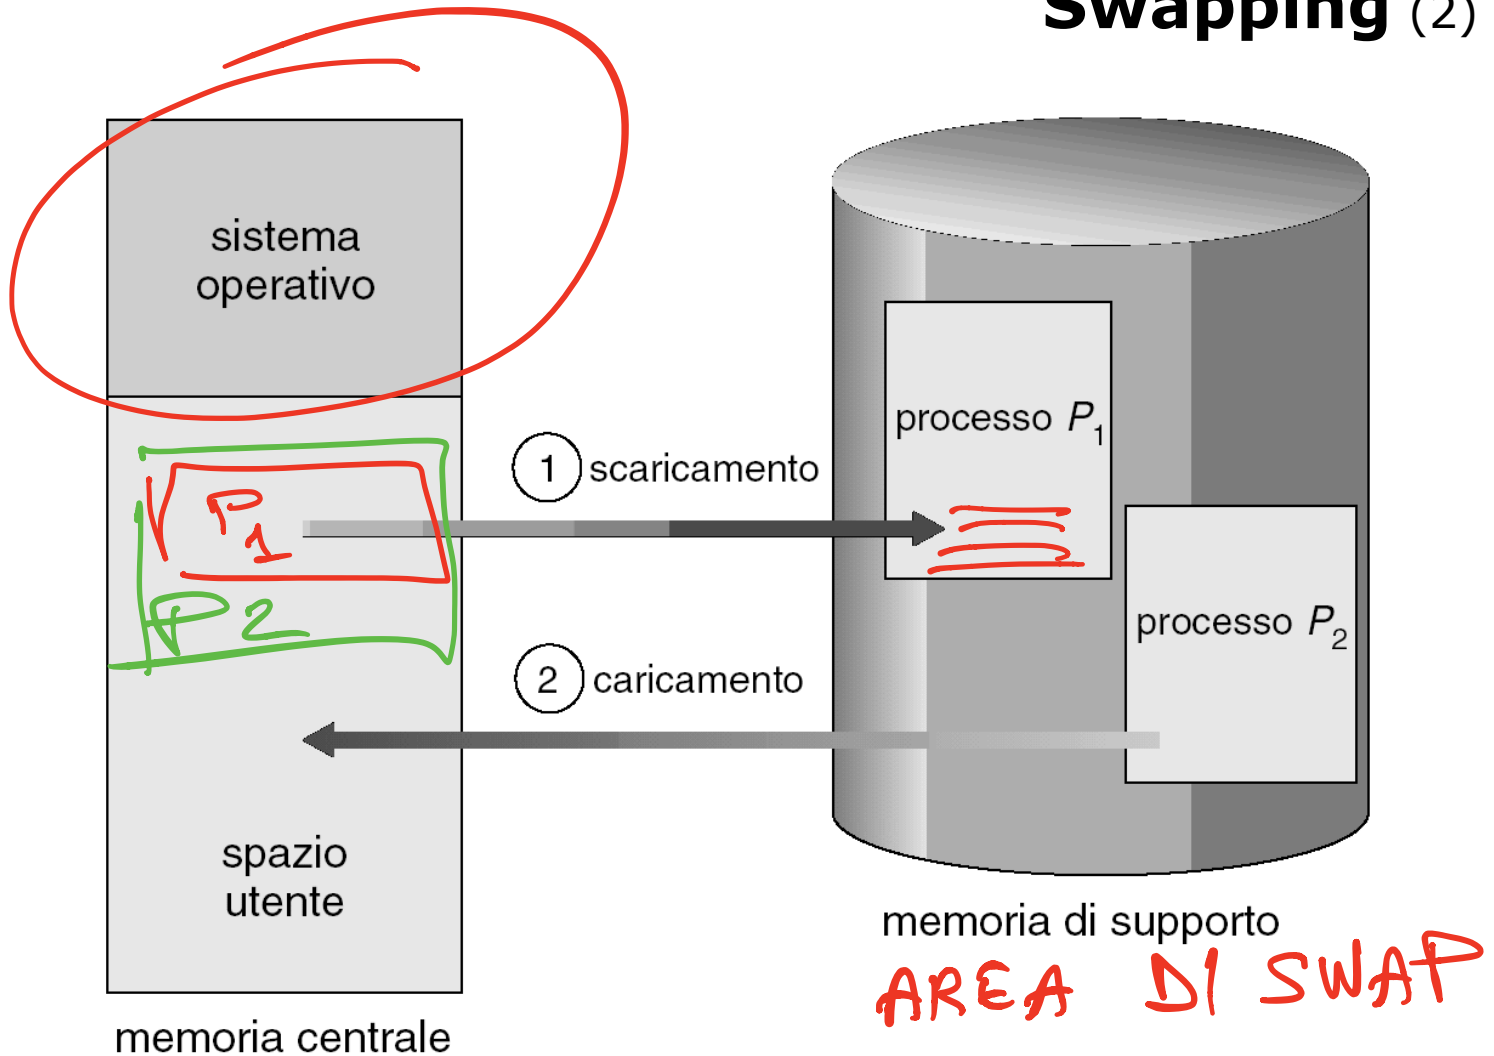 Swapping (2)
sistema
operativo
P1
P2
1 scaricamento
2 caricamento
processo P1
processo P2
spazio
utente
memoria di supporto
AREA DI SWAP
memoria centrale